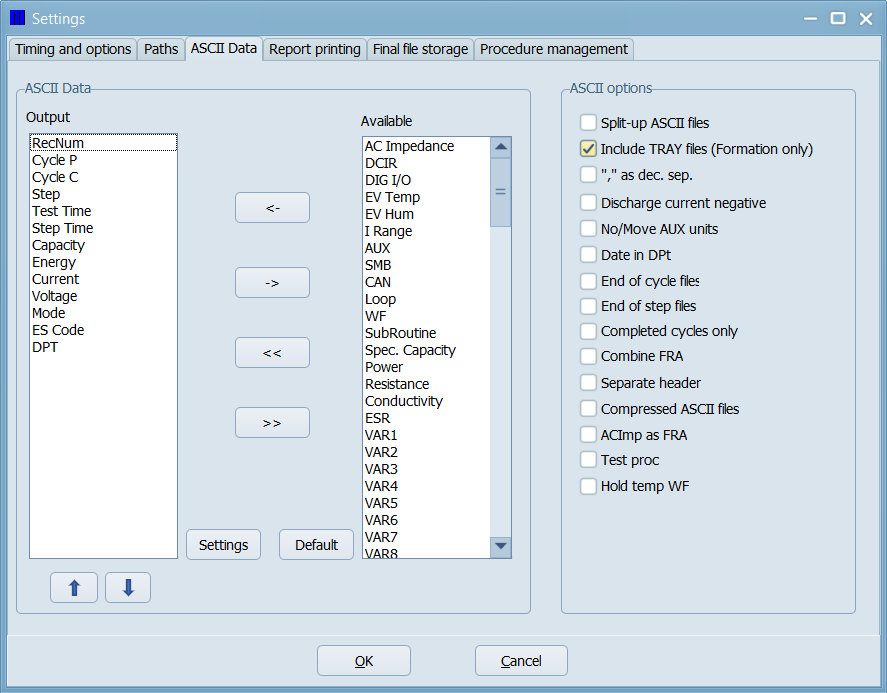 Settings
Timing and options Paths ASCII Data Report printing Final file storage Procedure management
ASCII Data
Output
RecNum
Cycle P
Cycle C
Step
Test Time
Step Time
Capacity
Energy
Current
Voltage
Mode
ES Code
DPT
<-
->
<<
>>
Settings
Default
Available
AC Impedance
DCIR
DIG I/O
EV Temp
EV Hum
I Range
AUX
SMB
CAN
Loop
WF
SubRoutine
Spec. Capacity
Power
Resistance
Conductivity
ESR
VAR1
VAR2
VAR3
VAR4
VAR5
VAR6
VAR7
VAR8
ASCII options
Split-up ASCII files
Include TRAY files (Formation only)
"," as dec. sep.
Discharge current negative
No/Move AUX units
Date in DPt
End of cycle files
End of step files
Completed cycles only
Combine FRA
Separate header
Compressed ASCII files
ACImp as FRA
Test proc
Hold temp WF
OK
Cancel